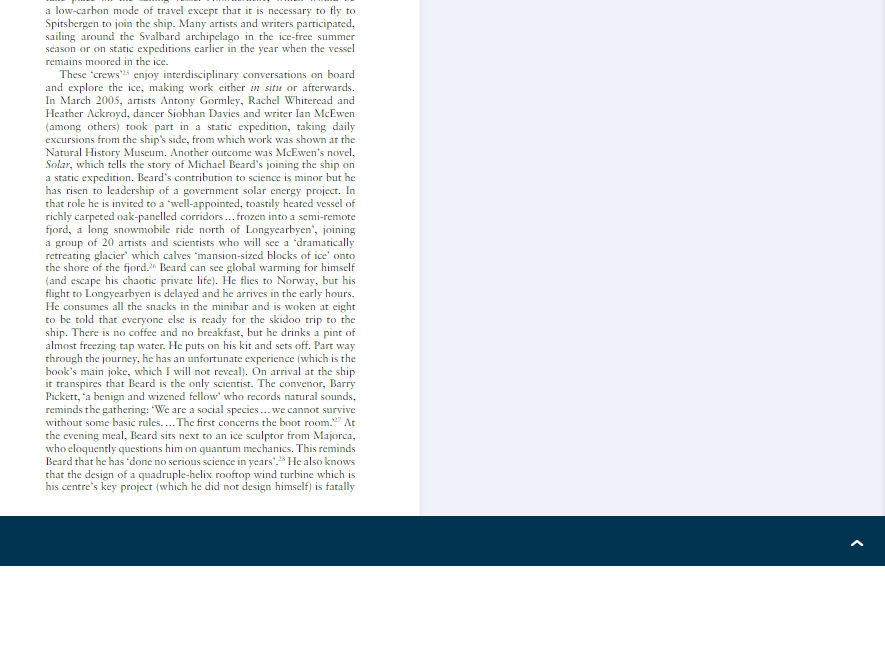 a low-carbon mode of travel except that it is necessary to fly to
Spitsbergen to join the ship. Many artists and writers participated,
sailing around the Svalbard archipelago in the ice-free summer
season or on static expeditions earlier in the year when the vessel
remains moored in the ice.
These ‘crews’²⁵ enjoy interdisciplinary conversations on board
and explore the ice, making work either in situ or afterwards.
In March 2005, artists Antony Gormley, Rachel Whiteread and
Heather Ackroyd, dancer Siobhan Davies and writer Ian McEwen
(among others) took part in a static expedition, taking daily
excursions from the ship’s side, from which work was shown at the
Natural History Museum. Another outcome was McEwen’s novel,
Solar, which tells the story of Michael Beard’s joining the ship on
a static expedition. Beard’s contribution to science is minor but he
has risen to leadership of a government solar energy project. In
that role he is invited to a ‘well-appointed, toastily heated vessel of
richly carpeted oak-panelled corridors … frozen into a semi-remote
fjord, a long snowmobile ride north of Longyearbyen’, joining
a group of 20 artists and scientists who will see a ‘dramatically
retreating glacier’ which calves ‘mansion-sized blocks of ice’ onto
the shore of the fjord.²⁶ Beard can see global warming for himself
(and escape his chaotic private life). He flies to Norway, but his
flight to Longyearbyen is delayed and he arrives in the early hours.
He consumes all the snacks in the minibar and is woken at eight
to be told that everyone else is ready for the skidoo trip to the
ship. There is no coffee and no breakfast, but he drinks a pint of
almost freezing tap water. He puts on his kit and sets off. Part way
through the journey, he has an unfortunate experience (which is the
book’s main joke, which I will not reveal). On arrival at the ship
it transpires that Beard is the only scientist. The convenor, Barry
Pickett, ‘a benign and wizened fellow’ who records natural sounds,
reminds the gathering: ‘We are a social species … we cannot survive
without some basic rules. … The first concerns the boot room.’²⁷ At
the evening meal, Beard sits next to an ice sculptor from Majorca,
who eloquently questions him on quantum mechanics. This reminds
Beard that he has ‘done no serious science in years’.²⁸ He also knows
that the design of a quadruple-helix rooftop wind turbine which is
his centre’s key project (which he did not design himself) is fatally